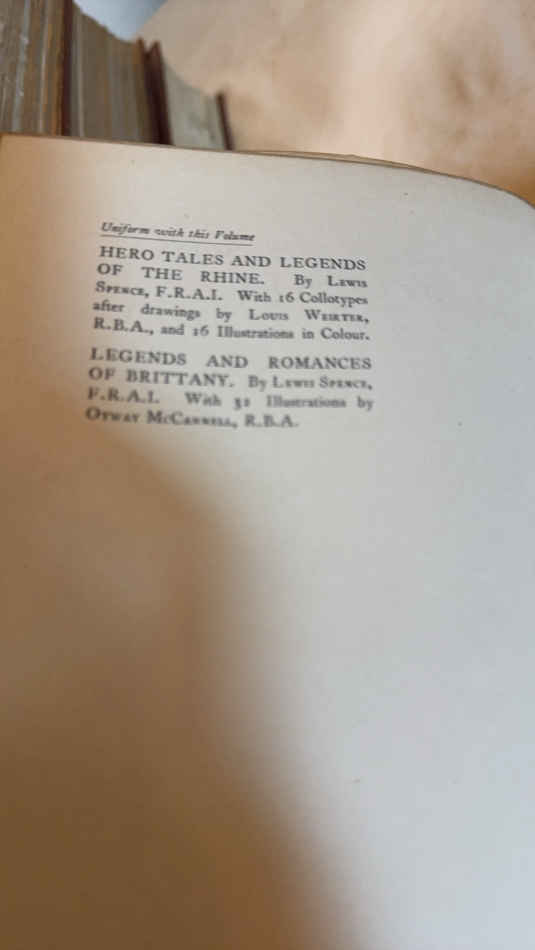 Uniform with this Volume
HERO TALES AND LEGENDS
OF THE RHINE. By Lewis
Spence, F.R.A.I. With 16 Collotypes
after drawings by Louis Weirter,
R.B.A., and 16 Illustrations in Colour.
LEGENDS AND ROMANCES
OF BRITTANY. By Lewis Spence,
F.R.A.I. With 32 Illustrations by
Otway McCannell, R.B.A.